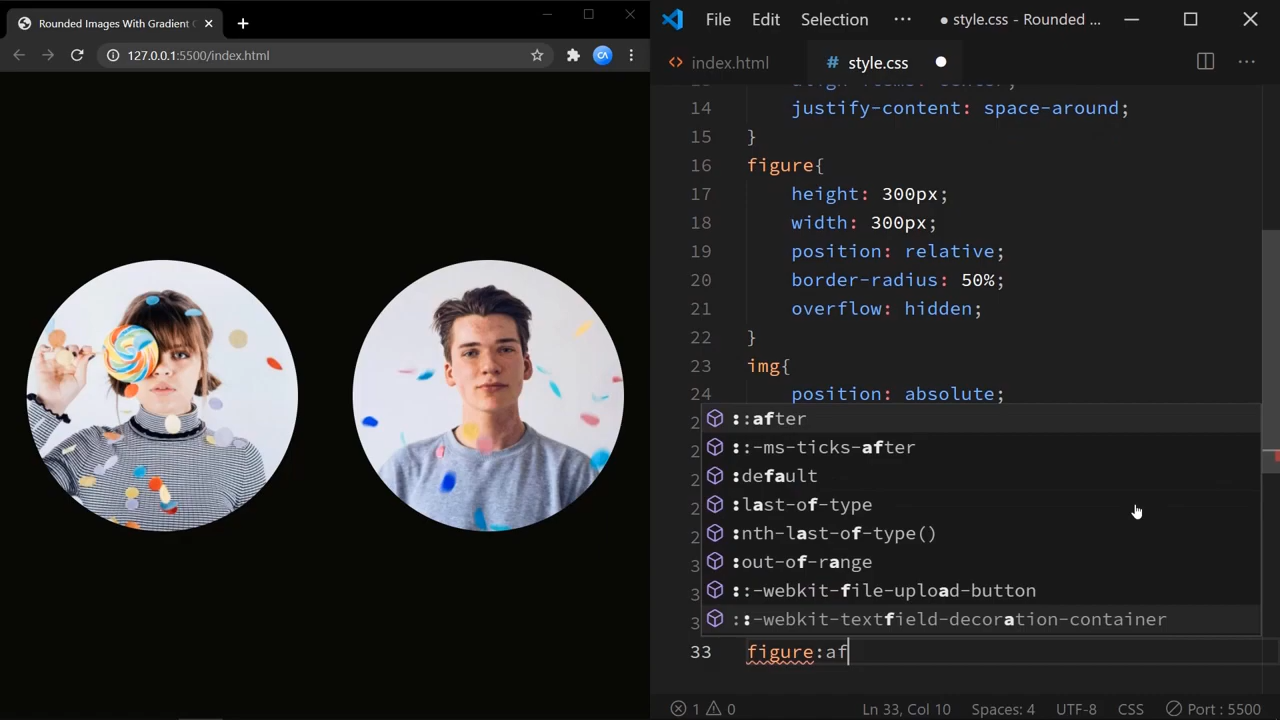 Rounded Images With Gradient
127.0.0.1:5500/index.html
CA
File Edit Selection ··· ● style.css - Rounded ...
<> index.html # style.css ●
14 justify-content: space-around;
15 }
16 figure{
17 height: 300px;
18 width: 300px;
19 position: relative;
20 border-radius: 50%;
21 overflow: hidden;
22 }
23 img{
24 position: absolute;
::after
::-ms-ticks-after
:default
:last-of-type
:nth-last-of-type()
:out-of-range
::-webkit-file-upload-button
::-webkit-textfield-decoration-container
33 figure:af
1 0 Ln 33, Col 10 Spaces: 4 UTF-8 CSS Port : 5500